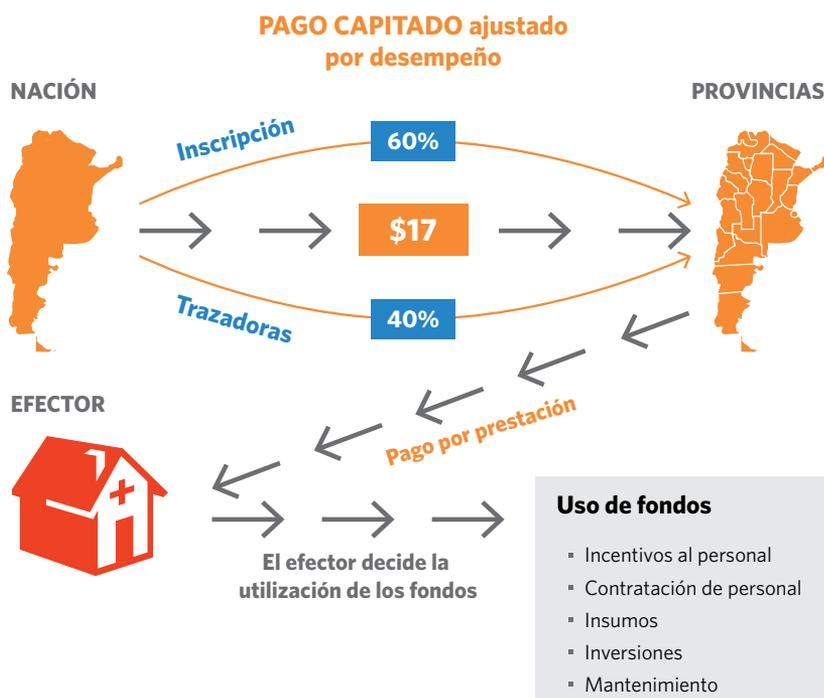 PAGO CAPITADO ajustado
por desempeño
NACIÓN
PROVINCIAS
Inscripción
60%
$17
Trazadoras
40%
EFECTOR
Pago por prestación
El efector decide la
utilización de los fondos
Uso de fondos
▪ Incentivos al personal
▪ Contratación de personal
▪ Insumos
▪ Inversiones
▪ Mantenimiento